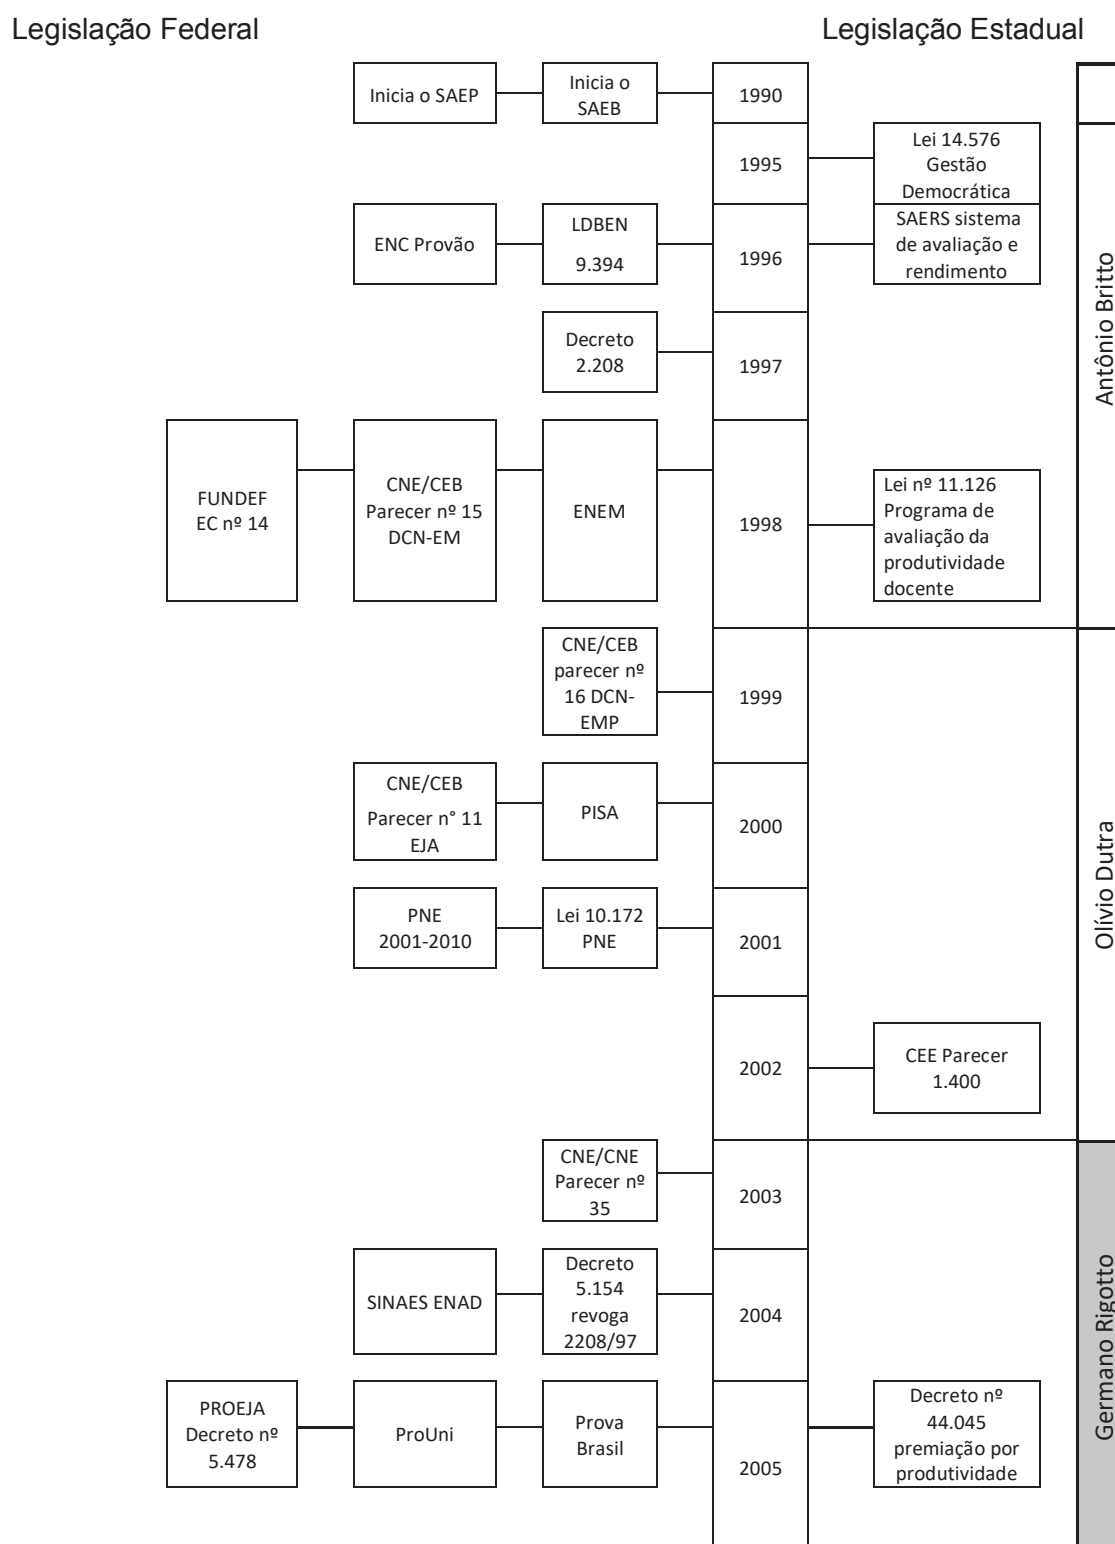 Legislação Federal
Legislação Estadual
Inicia o SAEP
Inicia o
SAEB
1990
1995
Lei 14.576
Gestão
Democrática
ENC Provão
LDBEN
9.394
1996
SAERS sistema
de avaliação e
rendimento
Antônio Britto
Decreto
2.208
1997
FUNDEF
EC nº 14
CNE/CEB
Parecer nº 15
DCN-EM
ENEM
1998
Lei nº 11.126
Programa de
avaliação da
produtividade
docente
CNE/CEB
parecer nº
16 DCN-
EMP
1999
CNE/CEB
Parecer n° 11
EJA
PISA
2000
Olívio Dutra
PNE
2001-2010
Lei 10.172
PNE
2001
2002
CEE Parecer
1.400
CNE/CNE
Parecer nº
35
2003
SINAES ENAD
Decreto
5.154
revoga
2208/97
2004
Germano Rigotto
PROEJA
Decreto nº
5.478
ProUni
Prova
Brasil
2005
Decreto nº
44.045
premiação por
produtividade